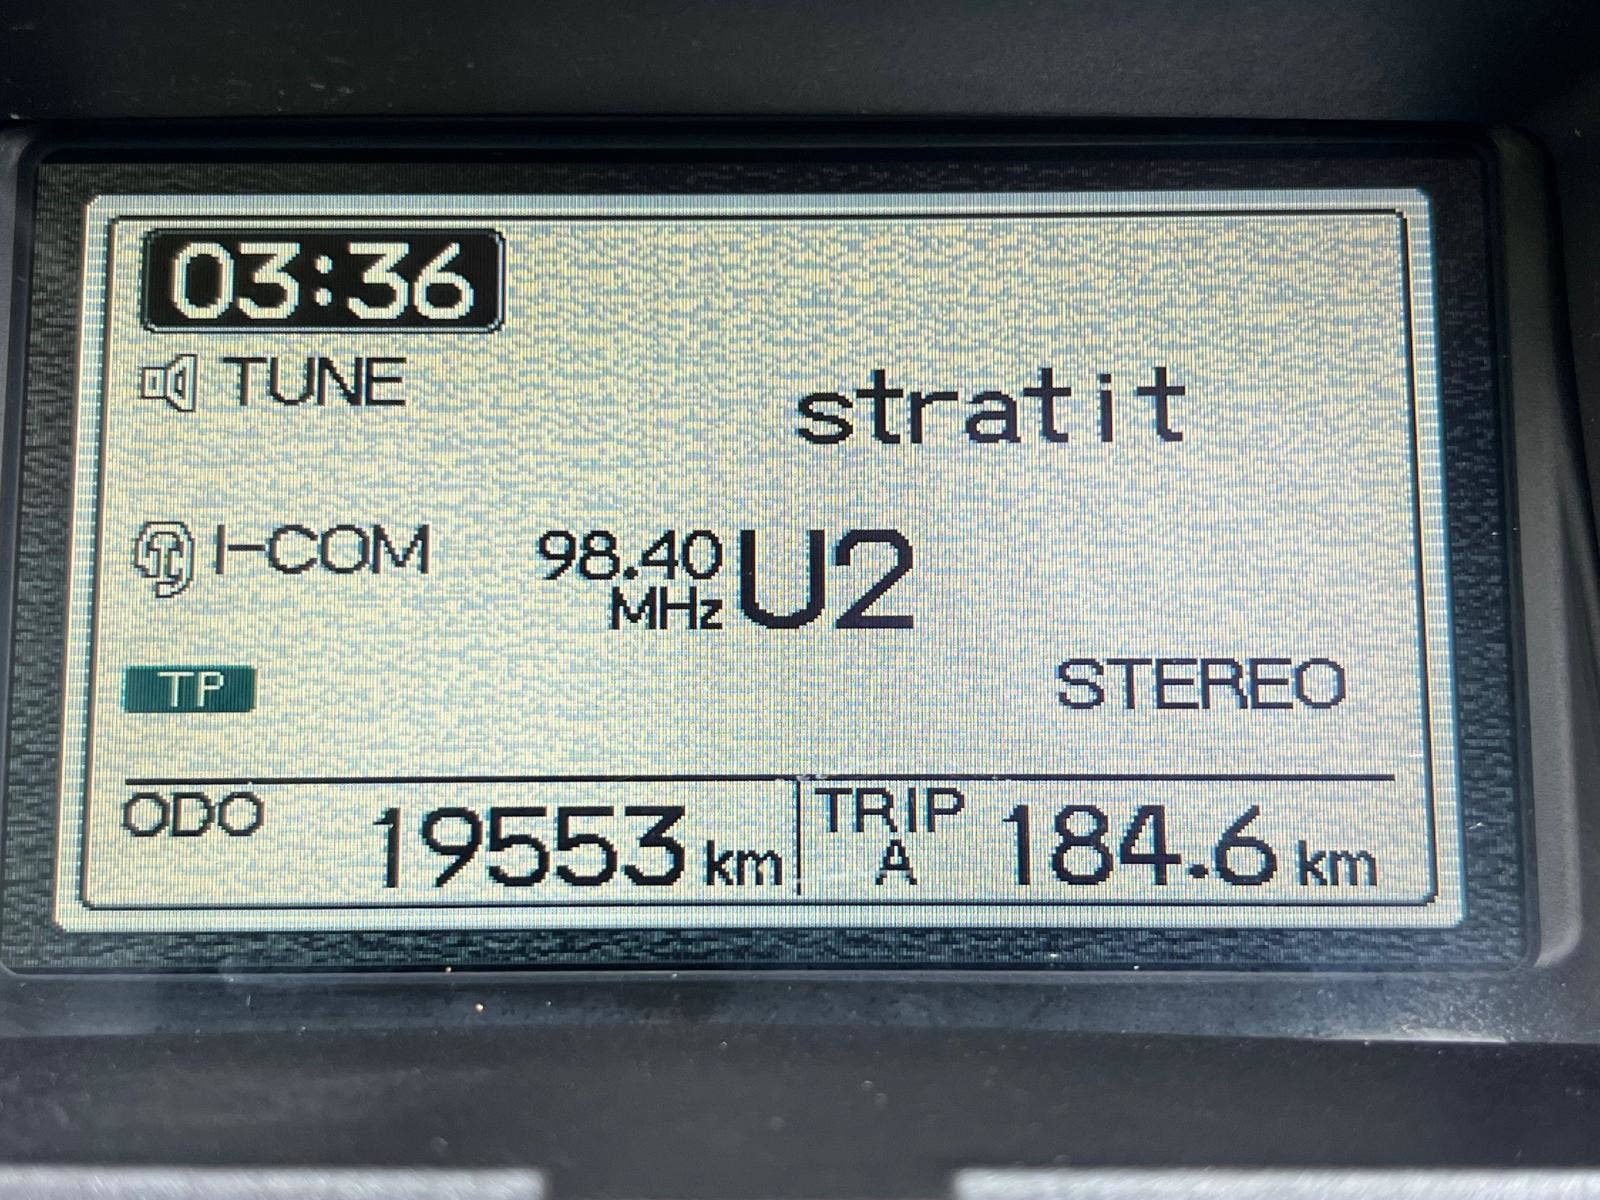 03:36
TUNE
stratit
I-COM
98.40 MHz U2
TP
STEREO
ODO 19553 km
TRIP A 184.6 km